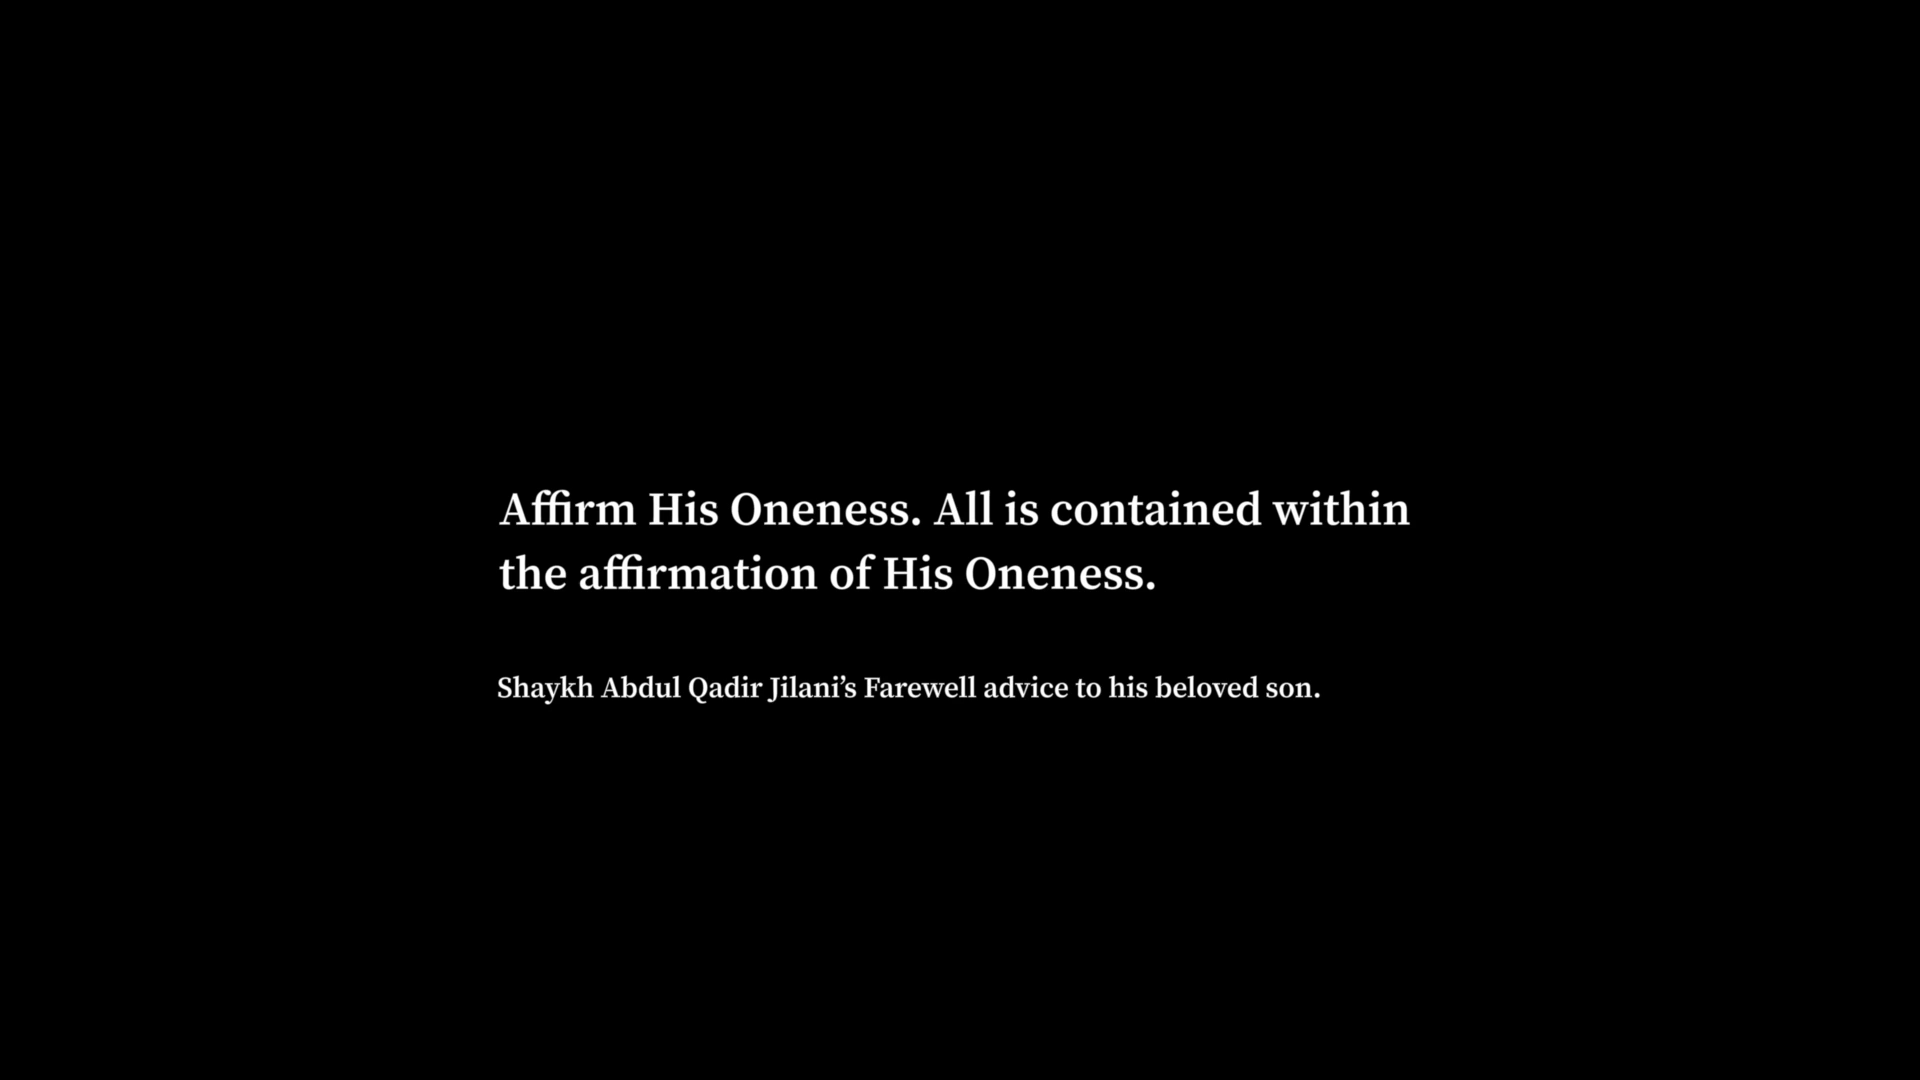 Affirm His Oneness. All is contained within
the affirmation of His Oneness.
Shaykh Abdul Qadir Jilani’s Farewell advice to his beloved son.